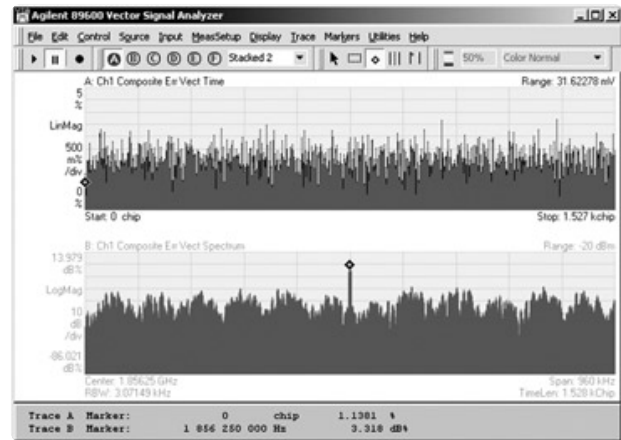 Agilent 89600 Vector Signal Analyzer
File Edit Control Source Input MeasSetup Display Trace Markers Utilities Help
A B C D E F Stacked 2 50% Color Normal
A: Ch1 Composite Err Vect Time Range: 31.62278 mV
5
%
LinMag
500
m%
/div
0
%
Start: 0 chip Stop: 1.527 kchip
B: Ch1 Composite Err Vect Spectrum Range: -20 dBm
13.979
dB%
LogMag
10
dB
/div
-86.021
dB%
Center: 1.85625 GHz Span: 960 kHz
RBW: 3.07149 kHz TimeLen: 1.528 kChip
Trace A Marker: 0 chip 1.1381 %
Trace B Marker: 1 856 250 000 Hz 3.318 dB%